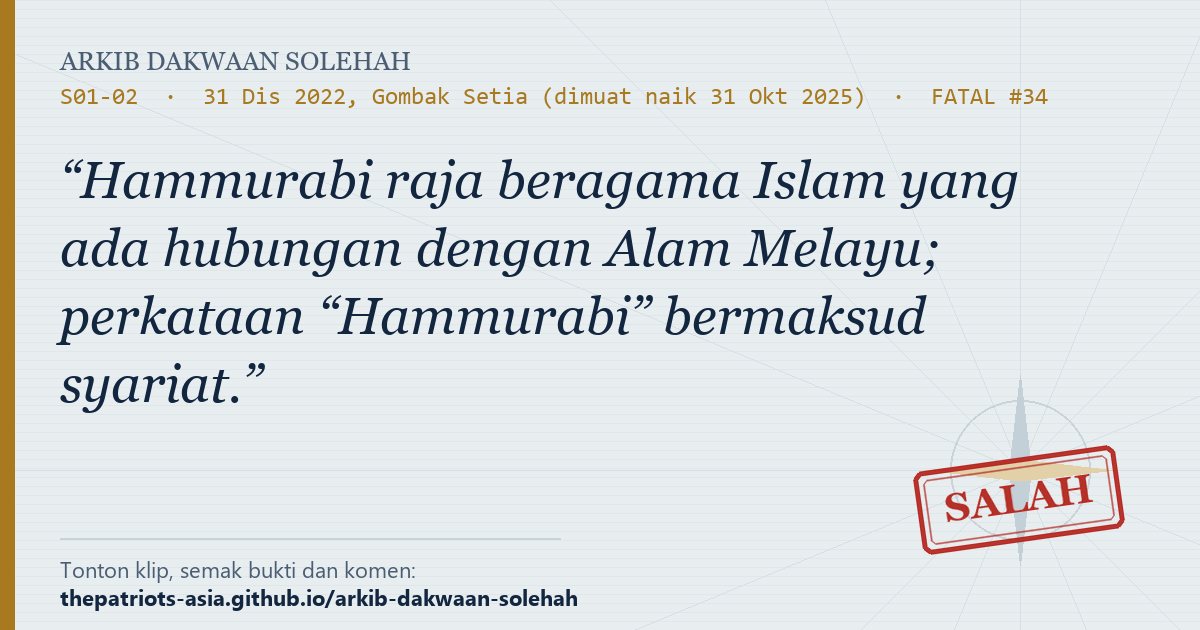 ARKIB DAKWAAN SOLEHAH
S01-02 · 31 Dis 2022, Gombak Setia (dimuat naik 31 Okt 2025) · FATAL #34
“Hammurabi raja beragama Islam yang
ada hubungan dengan Alam Melayu;
perkataan “Hammurabi” bermaksud
syariat.”
SALAH
Tonton klip, semak bukti dan komen:
thepatriots-asia.github.io/arkib-dakwaan-solehah